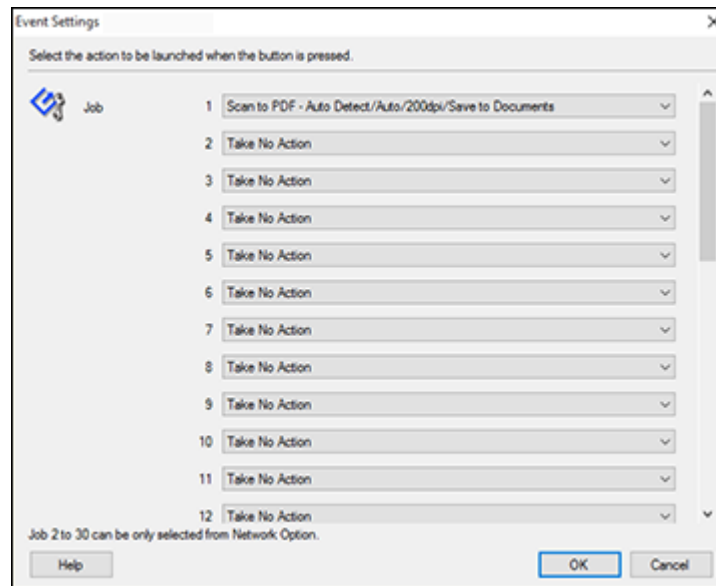 Event Settings
Select the action to be launched when the button is pressed.
Job 1 Scan to PDF - Auto Detect/Auto/200dpi/Save to Documents
2 Take No Action
3 Take No Action
4 Take No Action
5 Take No Action
6 Take No Action
7 Take No Action
8 Take No Action
9 Take No Action
10 Take No Action
11 Take No Action
12 Take No Action
Job 2 to 30 can be only selected from Network Option.
Help OK Cancel